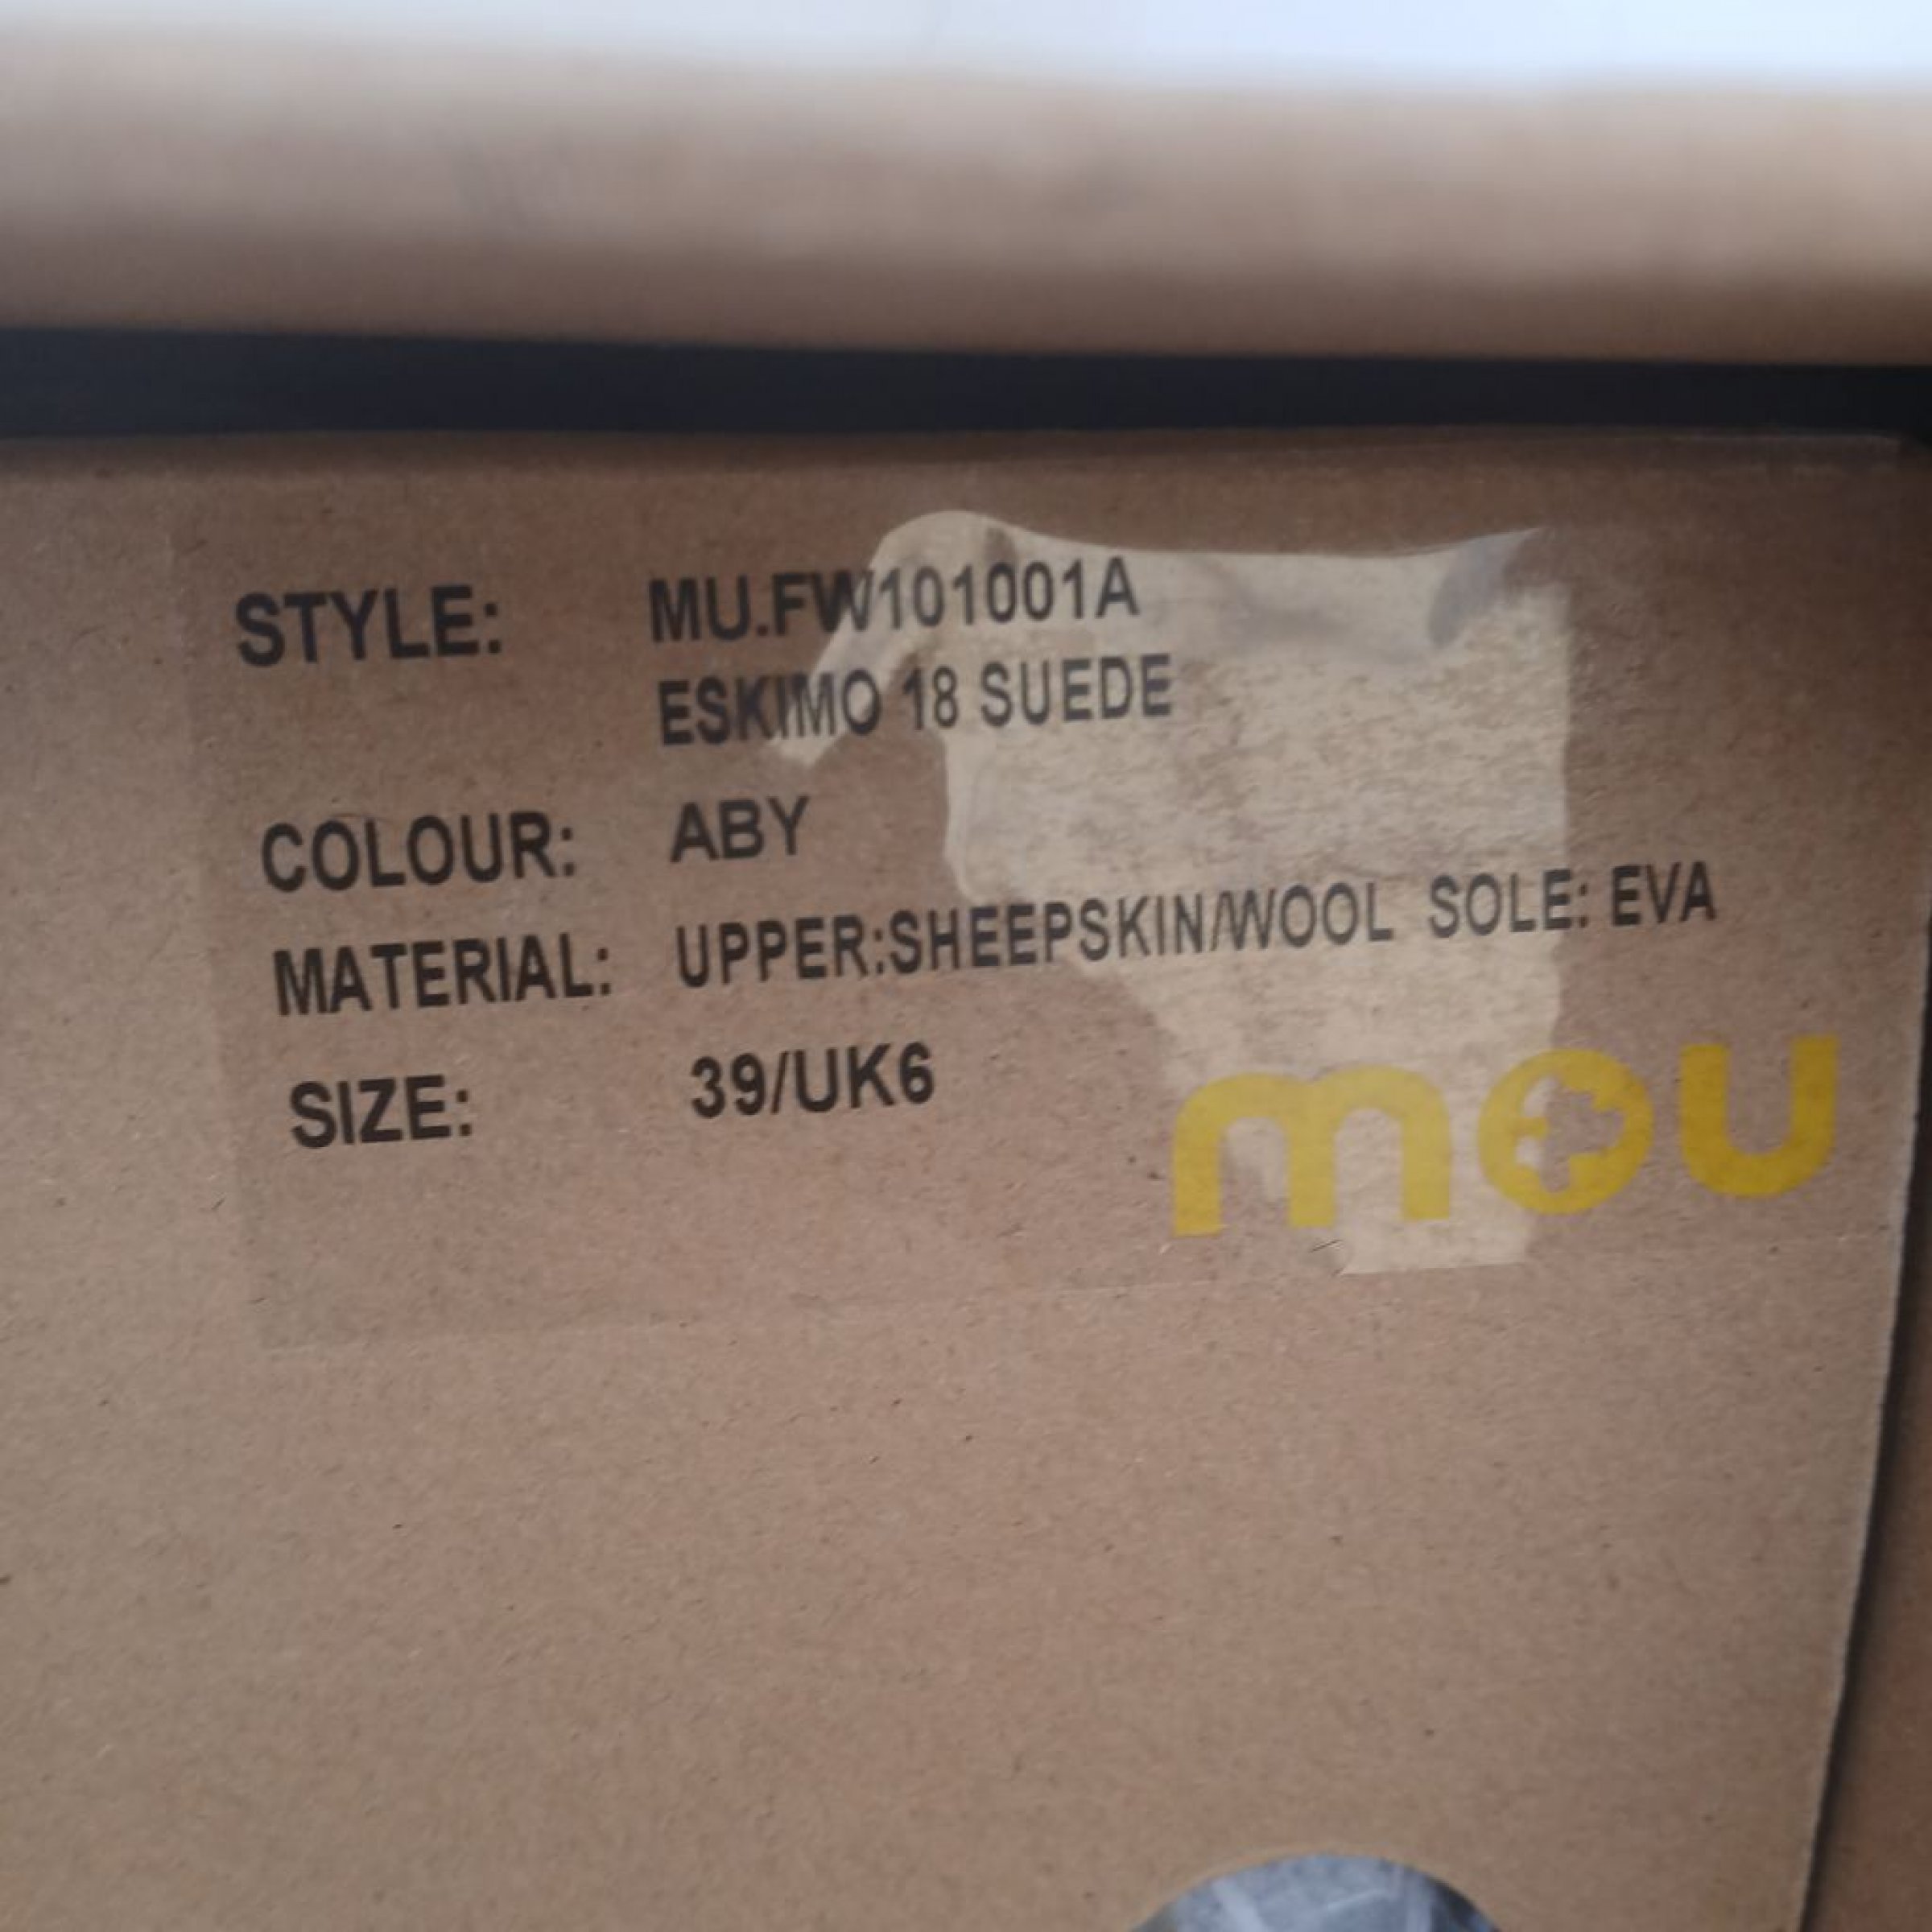 STYLE: MU.FW101001A
ESKIMO 18 SUEDE
COLOUR: ABY
MATERIAL: UPPER:SHEEPSKIN/WOOL SOLE: EVA
SIZE: 39/UK6
mou